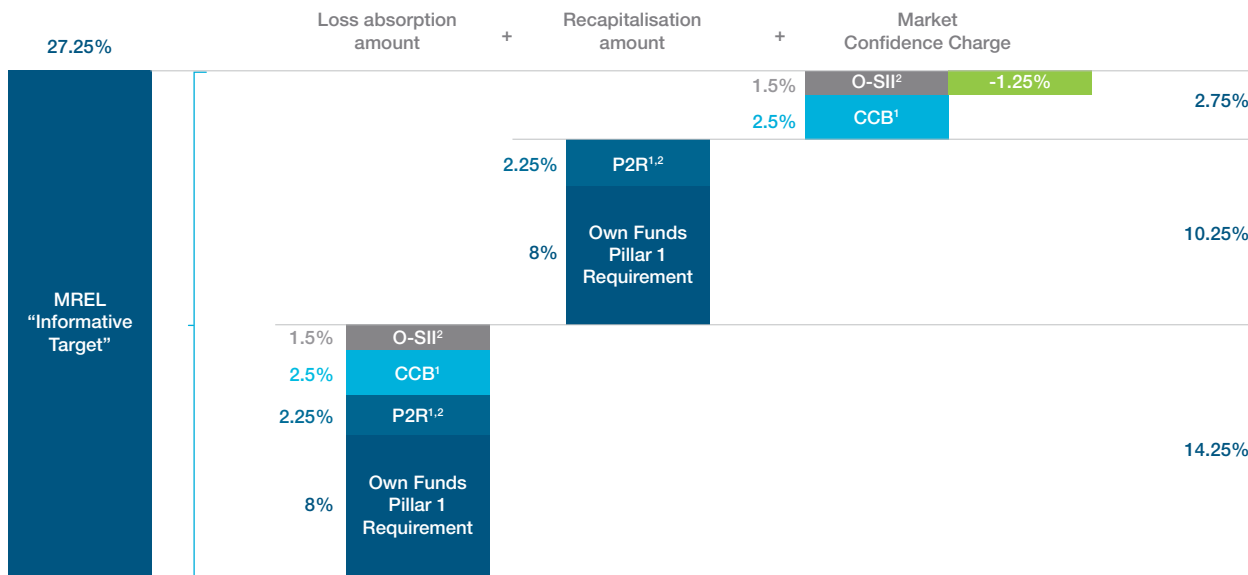 Loss absorption
amount
+
Recapitalisation
amount
+
Market
Confidence Charge
27.25%
1.5%
O-SII²
-1.25%
2.75%
2.5%
CCB¹
2.25%
P2R¹,²
8%
Own Funds
Pillar 1
Requirement
10.25%
MREL
“Informative
Target”
1.5%
O-SII²
2.5%
CCB¹
2.25%
P2R¹,²
14.25%
8%
Own Funds
Pillar 1
Requirement